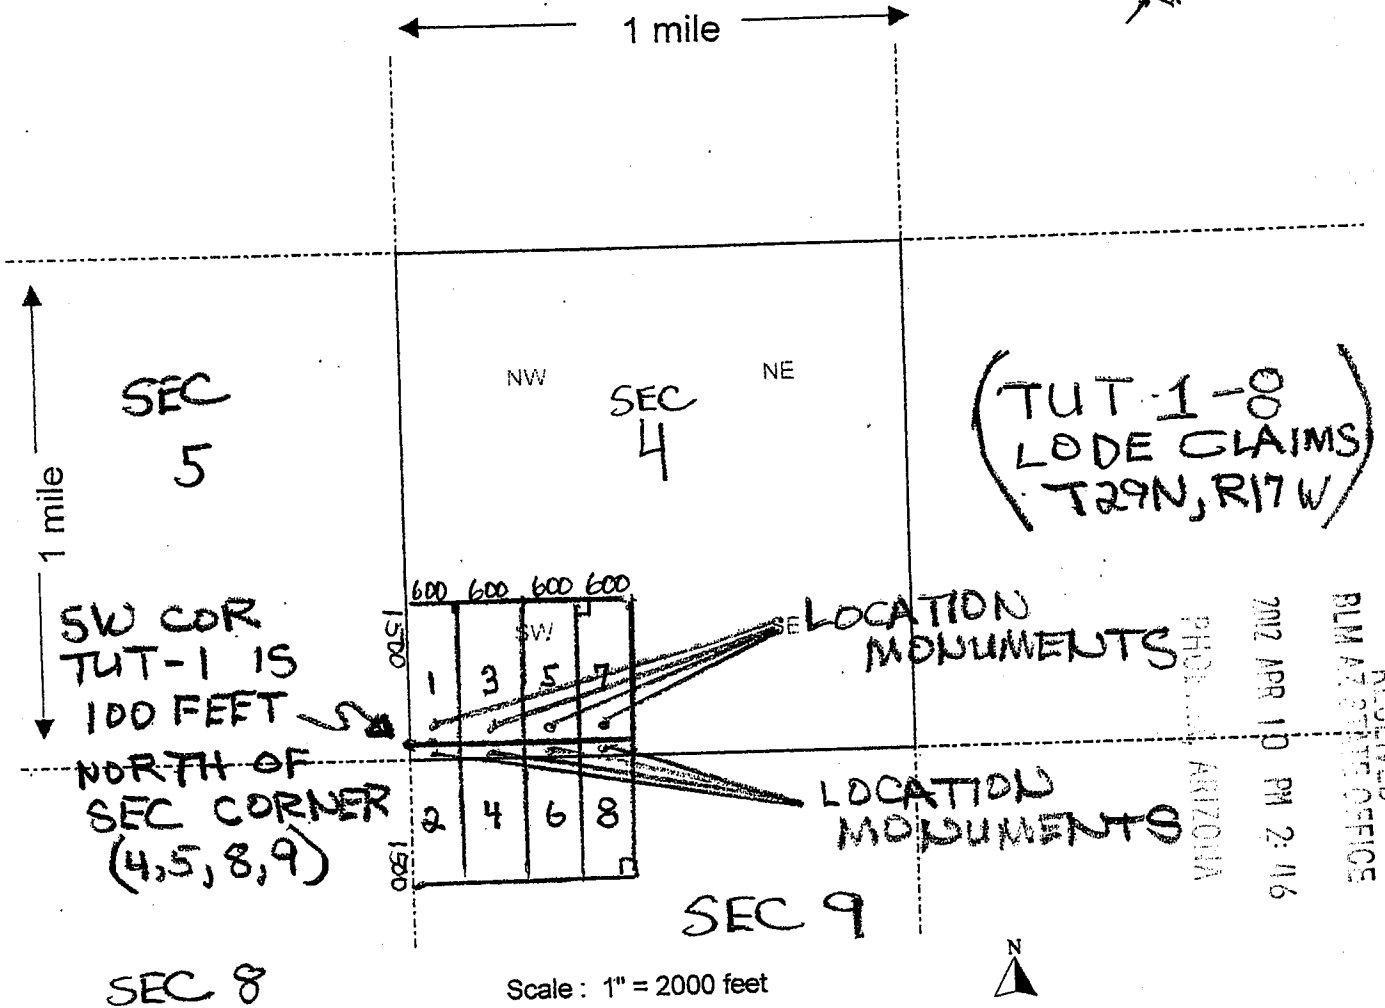 1 mile
NW
NE
SEC
5
SEC
4
(TUT-1-8
LODE CLAIMS
T29N, R17W)
1 mile
600 600 600 600
1500
SW
SE
1 3 5 7
SW COR
TUT-1 IS
100 FEET
NORTH OF
SEC CORNER
(4,5,8,9)
LOCATION
MONUMENTS
2 4 6 8
1500
LOCATION
MONUMENTS
BLM AZ STATE OFFICE
2012 APR 10 PM 2:46
ARIZONA
SEC 9
SEC 8
Scale : 1" = 2000 feet
N